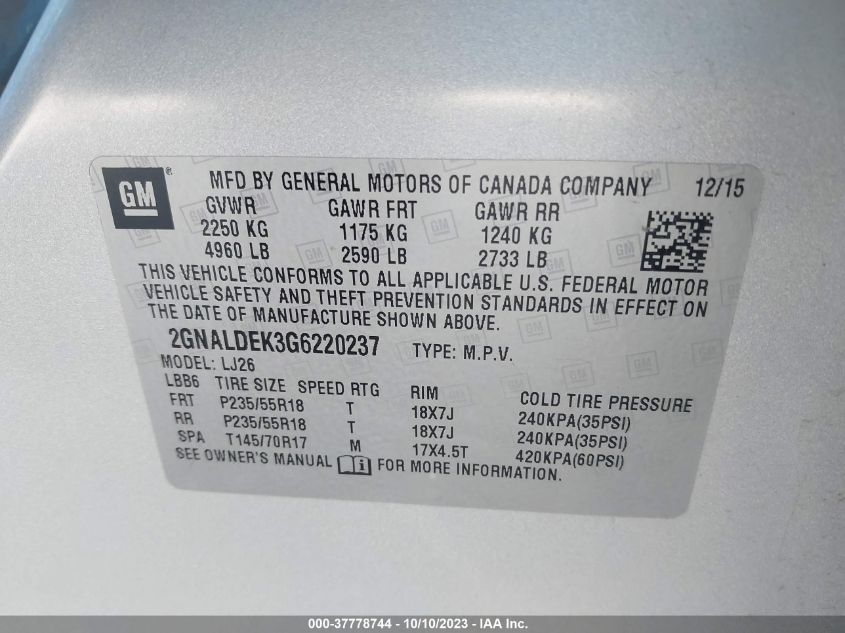 GM® MFD BY GENERAL MOTORS OF CANADA COMPANY 12/15
GVWR GAWR FRT GAWR RR
2250 KG 1175 KG 1240 KG
4960 LB 2590 LB 2733 LB
THIS VEHICLE CONFORMS TO ALL APPLICABLE U.S. FEDERAL MOTOR
VEHICLE SAFETY AND THEFT PREVENTION STANDARDS IN EFFECT ON
THE DATE OF MANUFACTURE SHOWN ABOVE.
2GNALDEK3G6220237 TYPE: M.P.V.
MODEL: LJ26
LBB6 TIRE SIZE SPEED RTG RIM COLD TIRE PRESSURE
FRT P235/55R18 T 18X7J 240KPA(35PSI)
RR P235/55R18 T 18X7J 240KPA(35PSI)
SPA T145/70R17 M 17X4.5T 420KPA(60PSI)
SEE OWNER'S MANUAL FOR MORE INFORMATION.
000-37778744 - 10/10/2023 - IAA Inc.